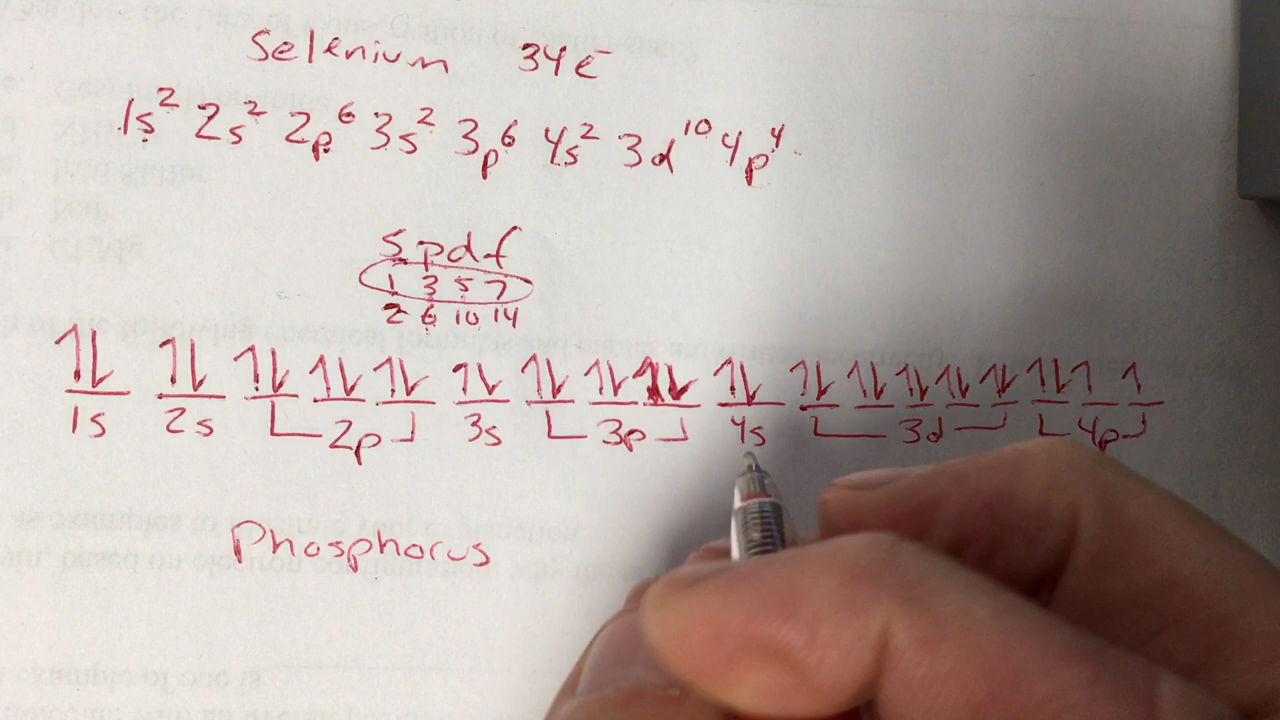 Selenium 34e⁻
1s² 2s² 2p⁶ 3s² 3p⁶ 4s² 3d¹⁰ 4p⁴
s p d f
1 3 5 7
2 6 10 14
1s 2s 2p 3s 3p 4s 3d 4p
Phosphorus